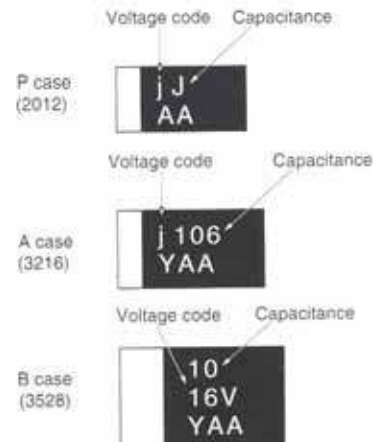 Voltage code Capacitance
P case
(2012)
j J
AA
Voltage code Capacitance
A case
(3216)
j 106
YAA
Voltage code Capacitance
B case
(3528)
10
16V
YAA